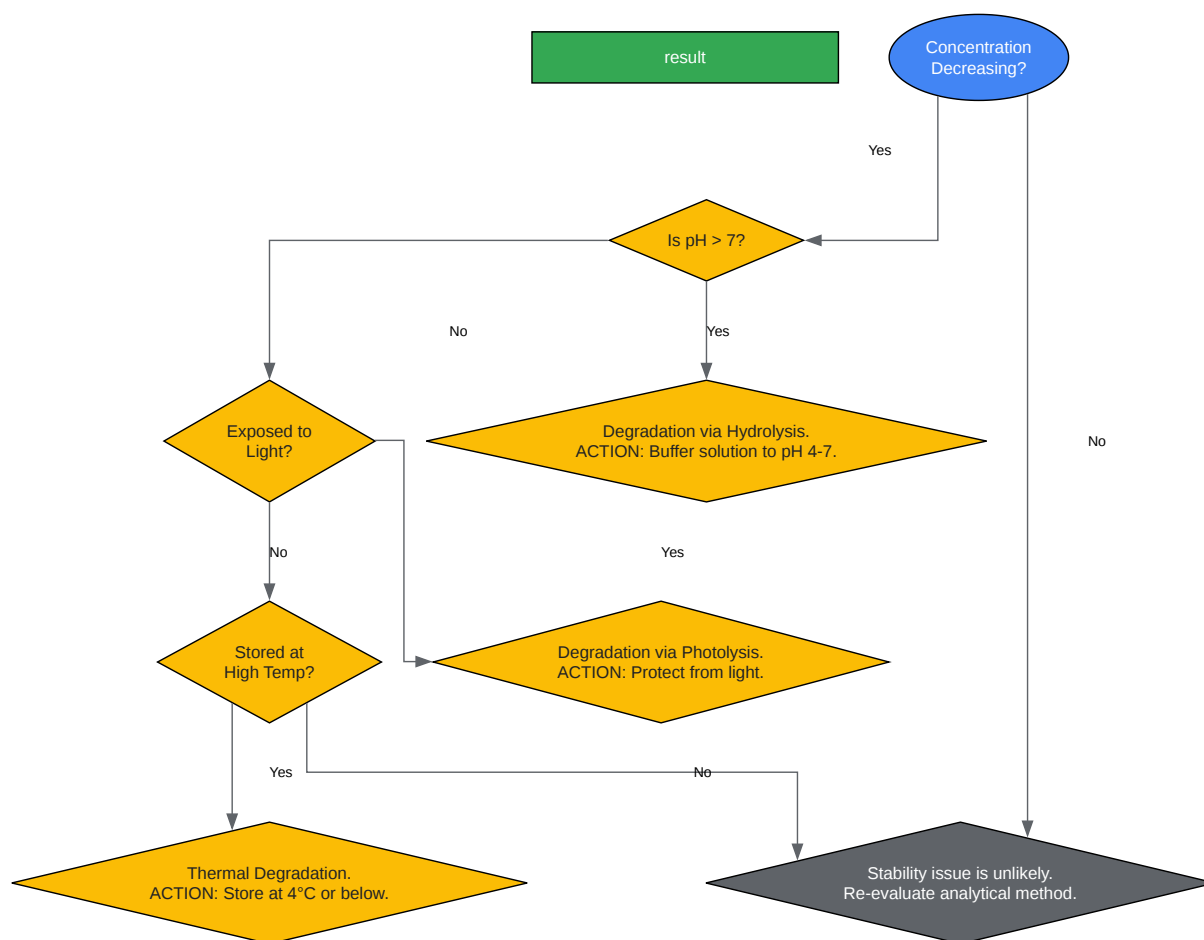 result
Concentration
Decreasing?
Yes
Is pH > 7?
No
Yes
Exposed to
Light?
Degradation via Hydrolysis.
ACTION: Buffer solution to pH 4-7.
No
No
Yes
Stored at
High Temp?
Degradation via Photolysis.
ACTION: Protect from light.
Yes
No
Thermal Degradation.
ACTION: Store at 4°C or below.
Stability issue is unlikely.
Re-evaluate analytical method.